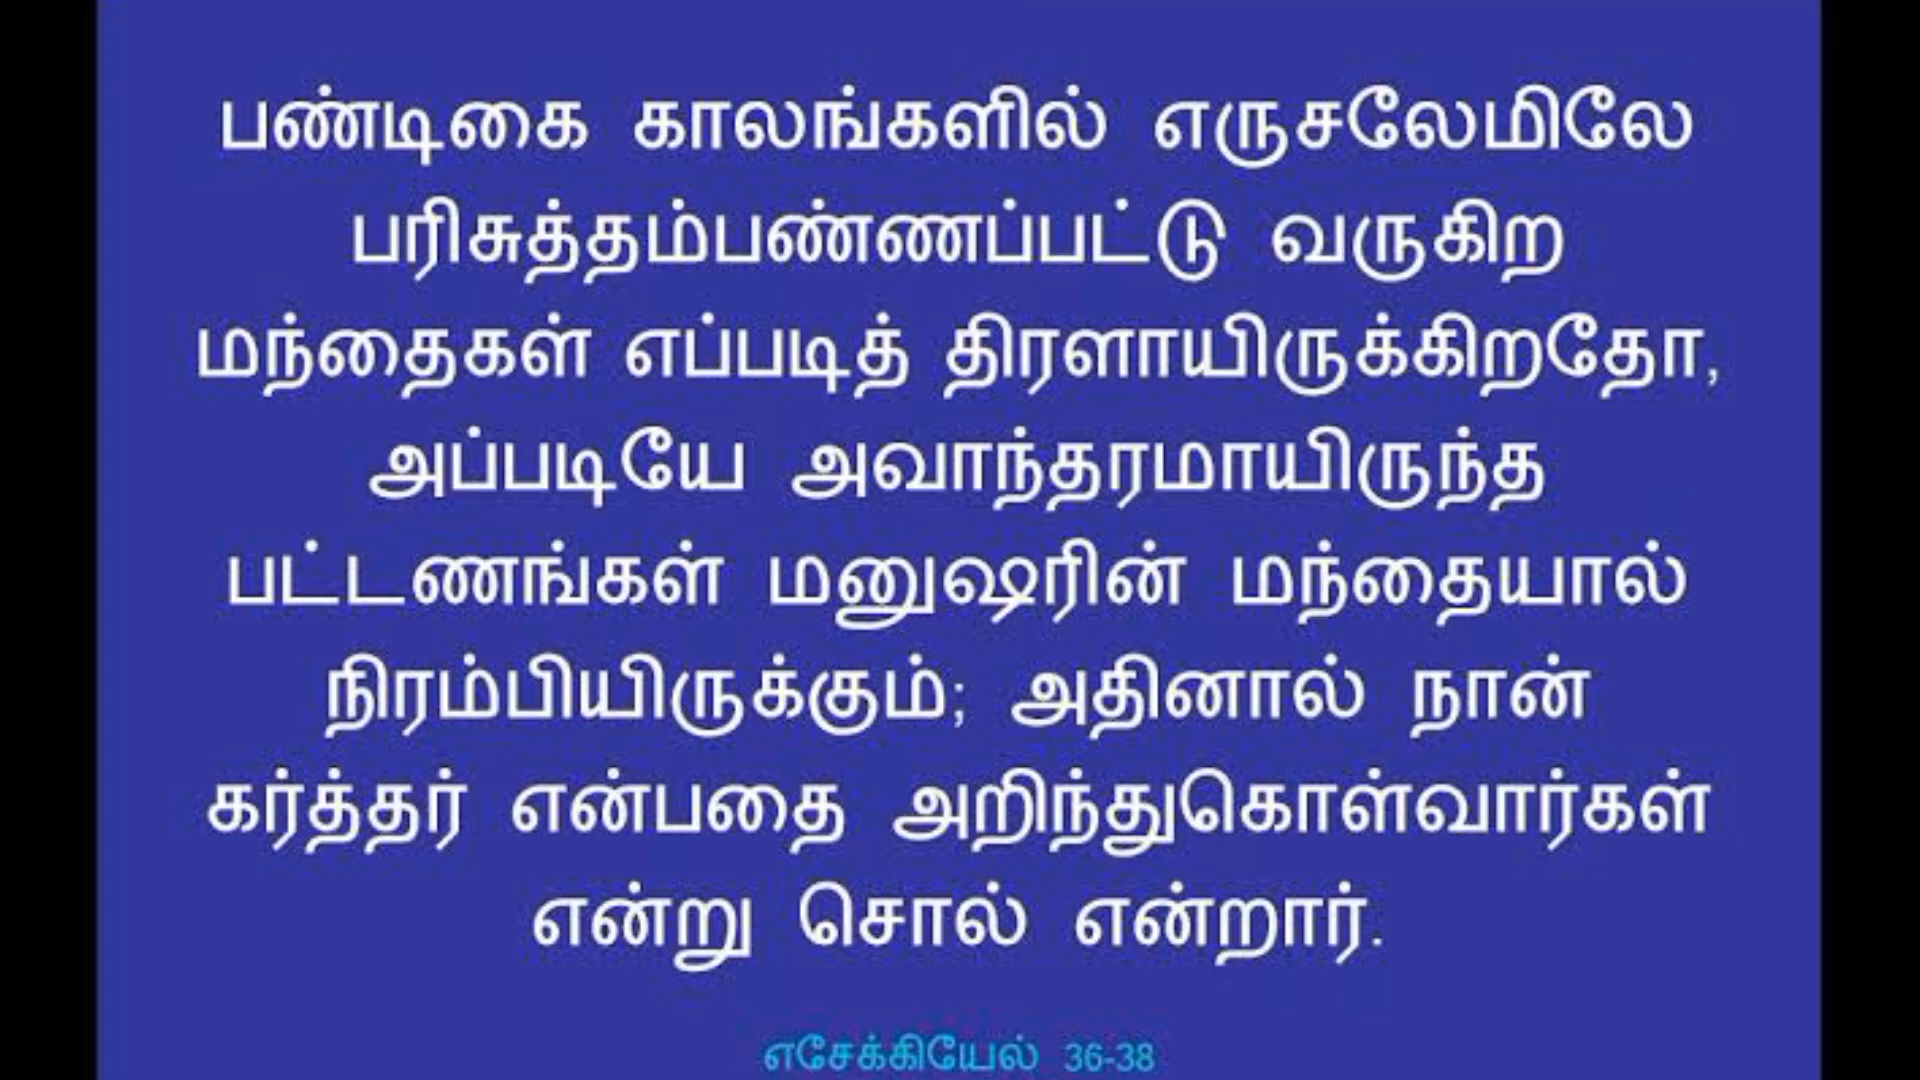 பண்டிகை காலங்களில் எருசலேமிலே
பரிசுத்தம்பண்ணப்பட்டு வருகிற
மந்தைகள் எப்படித் திரளாயிருக்கிறதோ,
அப்படியே அவாந்தரமாயிருந்த
பட்டணங்கள் மனுஷரின் மந்தையால்
நிரம்பியிருக்கும்; அதினால் நான்
கர்த்தர் என்பதை அறிந்துகொள்வார்கள்
என்று சொல் என்றார்.
எசேக்கியேல் 36-38